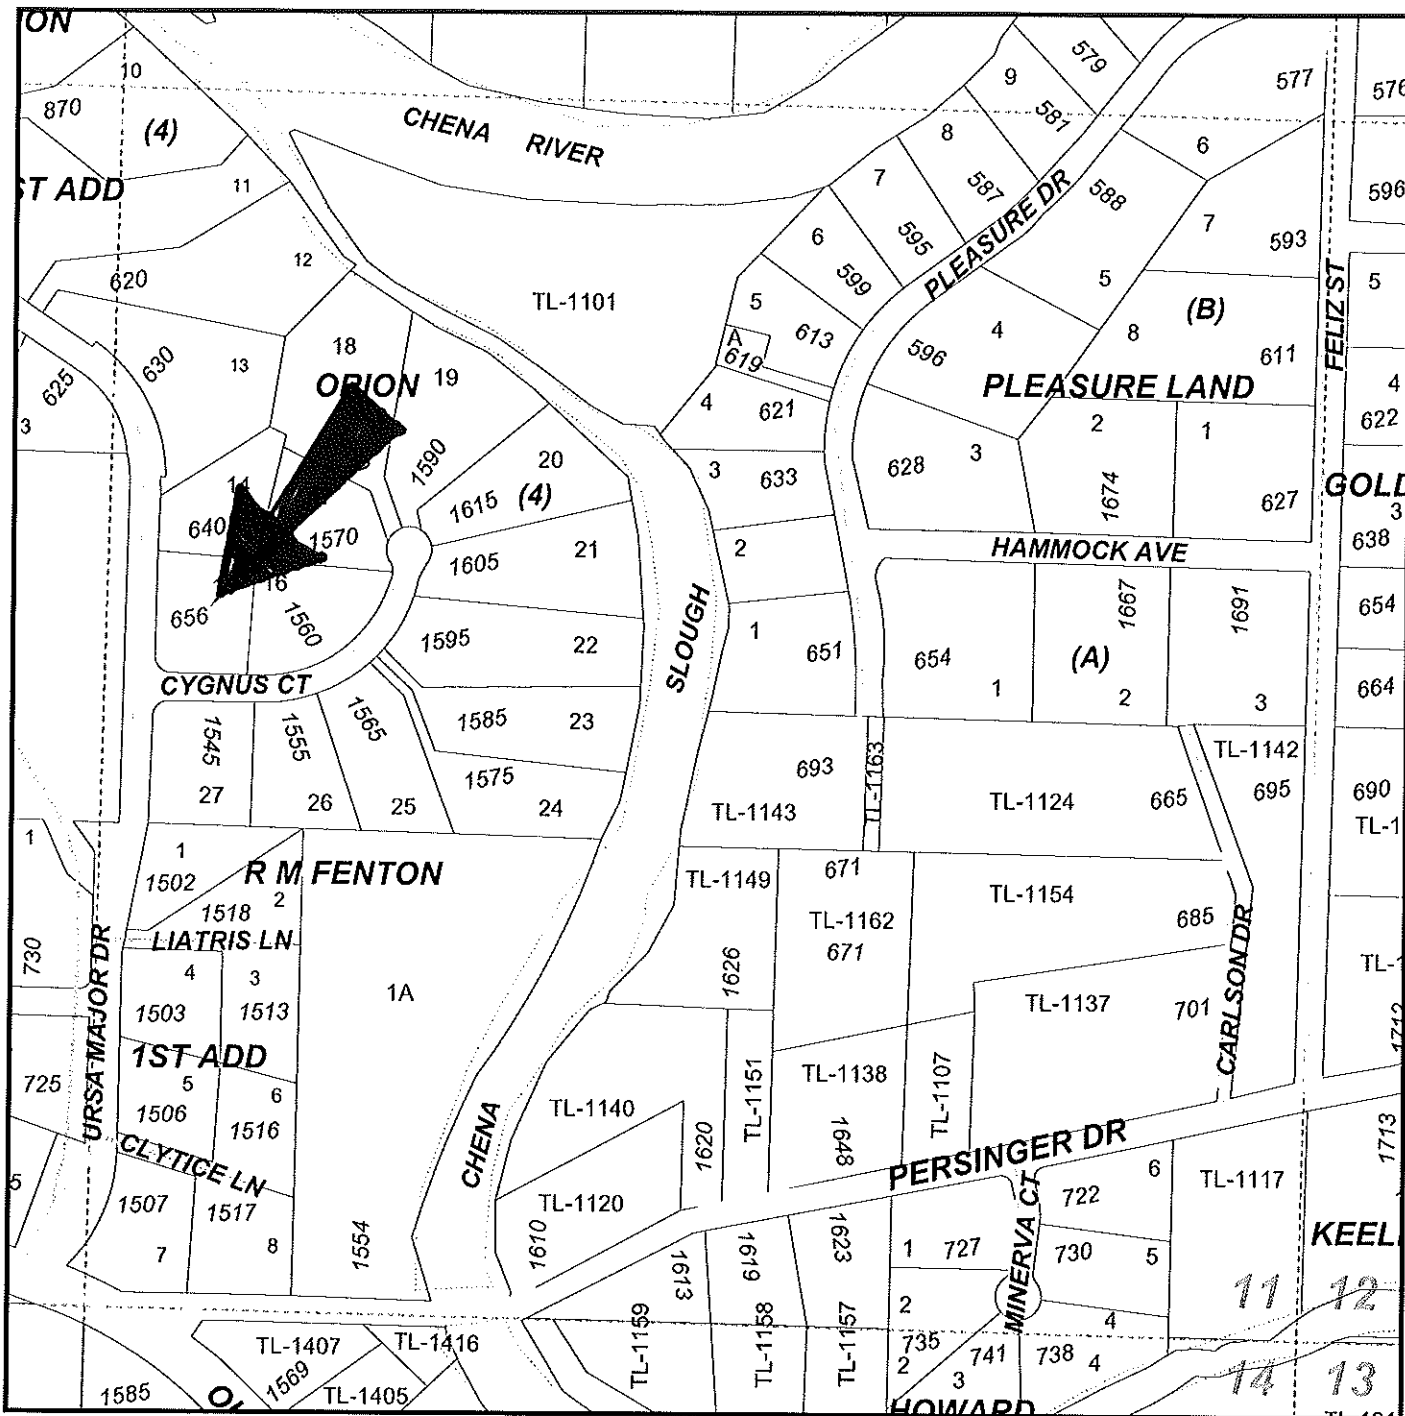 ON
10
870
(4)
ST ADD
11
CHENA RIVER
12
620
TL-1101
9
579
581
8
587
7
595
6
599
5
613
A
619
PLEASURE DR
577
576
6
588
596
7
593
5
FELIZ ST
5
(B)
8
611
4
596
PLEASURE LAND
4
622
625
630
13
18
ORION
19
3
14
640
1590
1570
20
1615
(4)
4
621
3
633
628
3
2
1
1674
627
GOLD
3
638
HAMMOCK AVE
1605
21
2
16
656
1560
1595
22
SLOUGH
1
651
654
1
1667
(A)
2
1691
3
654
664
CYGNUS CT
1545
1555
1565
1585
23
1575
27
26
25
24
693
TL-1143
TL-1163
TL-1124
665
TL-1142
695
690
TL-1
1
1
1502
R M FENTON
1518
2
TL-1149
671
TL-1162
671
TL-1154
685
730
URSA MAJOR DR
LIATRIS LN
4
3
1503
1513
1A
1626
TL-1137
701
CARLSON DR
TL-1
1712
1ST ADD
725
5
1506
6
1516
TL-1140
TL-1151
TL-1138
TL-1107
CLYTICE LN
CHENA
1620
1648
PERSINGER DR
1713
5
1507
1517
7
8
1554
TL-1120
1610
6
722
TL-1117
1613
1619
1623
1
727
MINERVA CT
730
5
KEEL
11
12
2
4
TL-1407
TL-1416
TL-1159
TL-1158
TL-1157
735
2
741
3
738
4
14
13
1585
1569
TL-1405
HOWARD